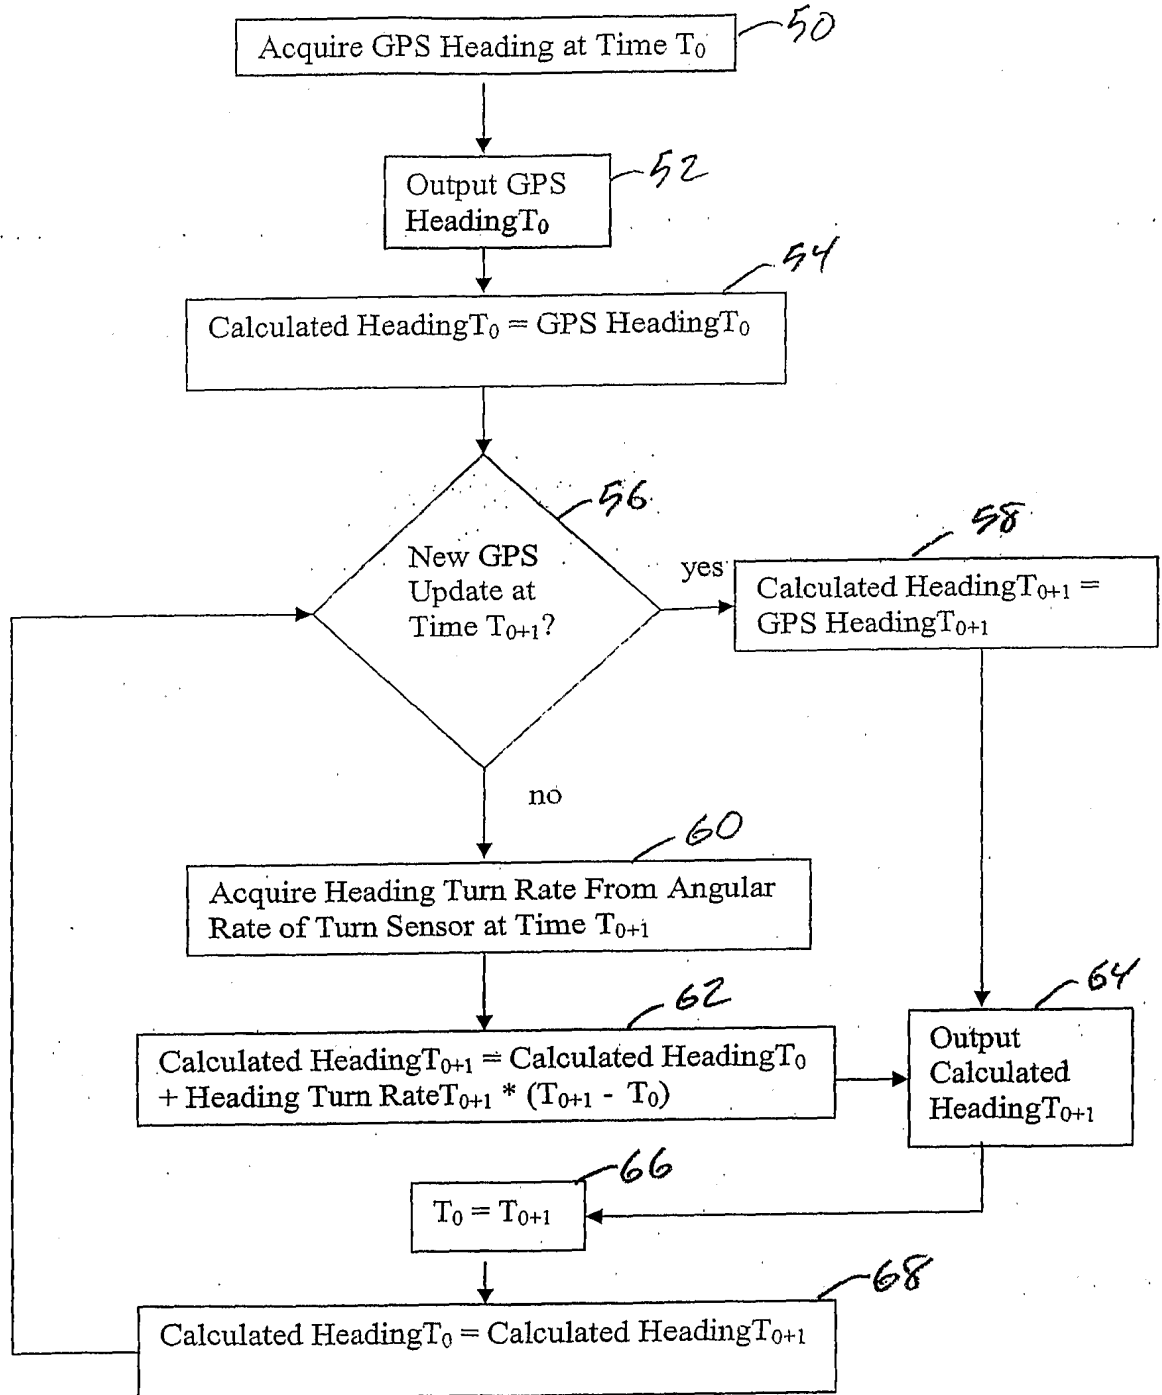 Acquire GPS Heading at Time T₀
50
Output GPS
HeadingT₀
52
54
Calculated HeadingT₀ = GPS HeadingT₀
56
New GPS
Update at
Time T₀₊₁?
yes
58
Calculated HeadingT₀₊₁ =
GPS HeadingT₀₊₁
no
60
Acquire Heading Turn Rate From Angular
Rate of Turn Sensor at Time T₀₊₁
62
Calculated HeadingT₀₊₁ = Calculated HeadingT₀
+ Heading Turn RateT₀₊₁ * (T₀₊₁ - T₀)
64
Output
Calculated
HeadingT₀₊₁
66
T₀ = T₀₊₁
68
Calculated HeadingT₀ = Calculated HeadingT₀₊₁